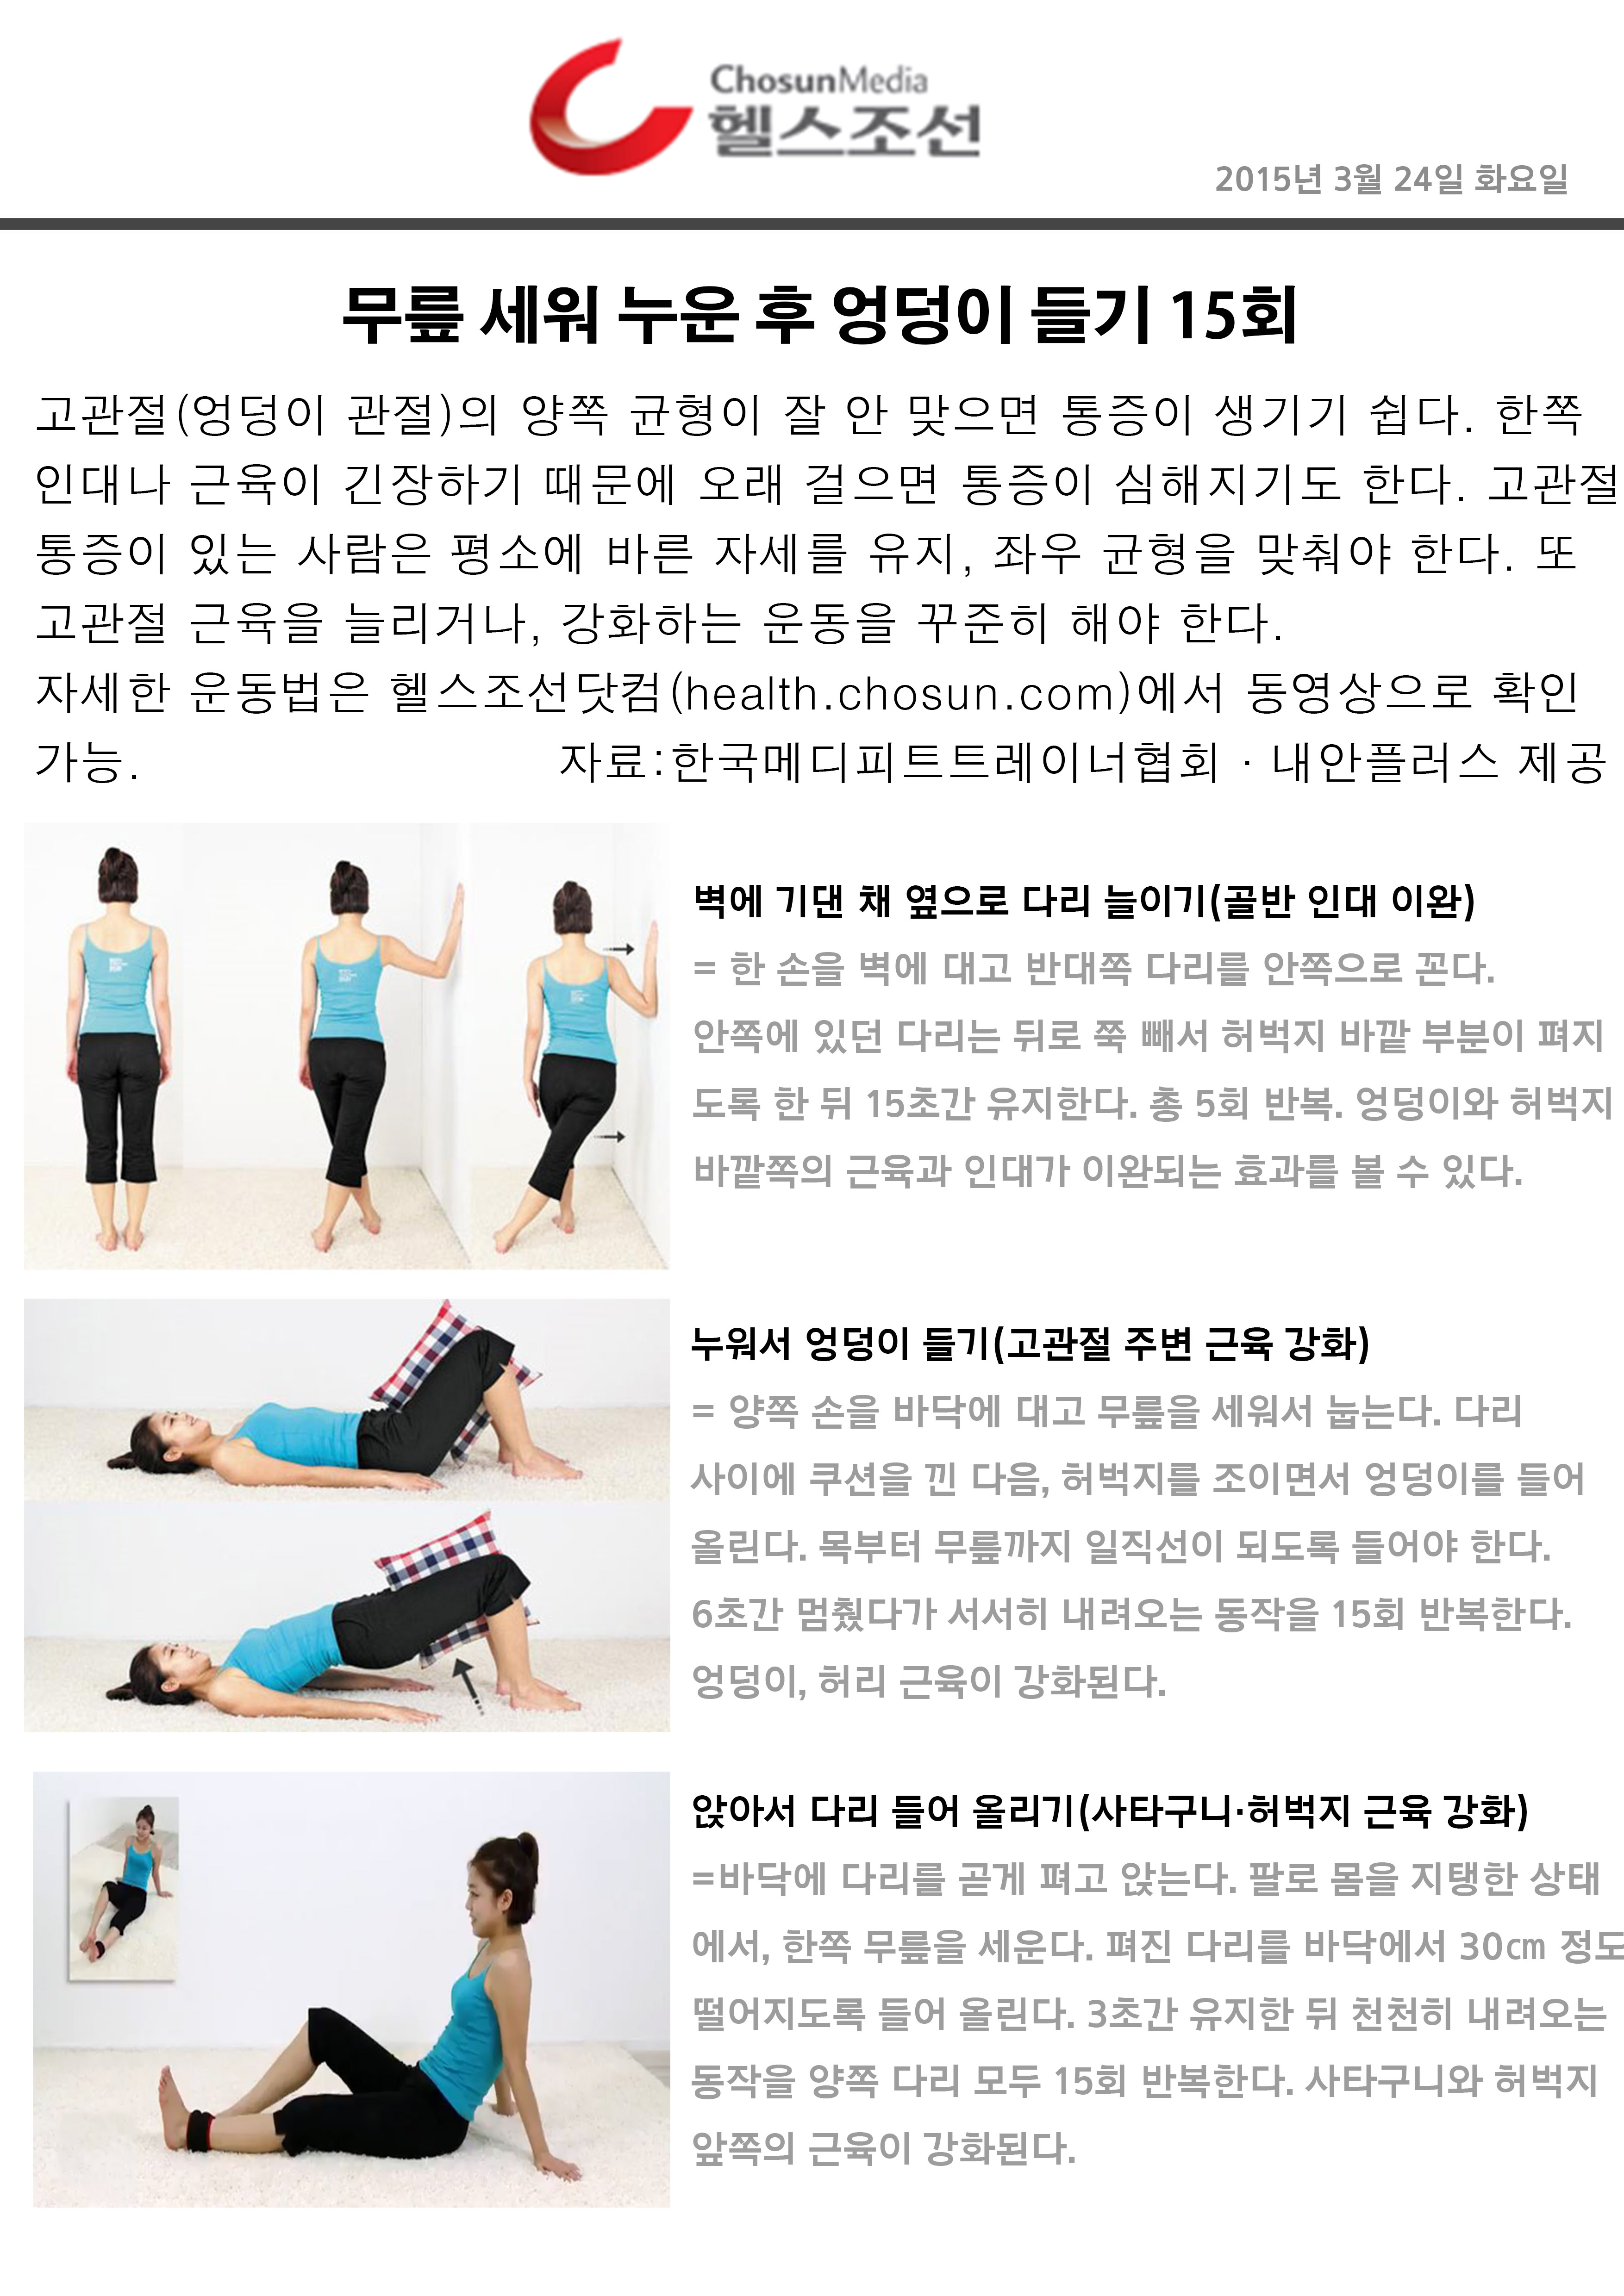 ChosunMedia
헬스조선
2015년 3월 24일 화요일
무릎 세워 누운 후 엉덩이 들기 15회
고관절(엉덩이 관절)의 양쪽 균형이 잘 안 맞으면 통증이 생기기 쉽다. 한쪽
인대나 근육이 긴장하기 때문에 오래 걸으면 통증이 심해지기도 한다. 고관절
통증이 있는 사람은 평소에 바른 자세를 유지, 좌우 균형을 맞춰야 한다. 또
고관절 근육을 늘리거나, 강화하는 운동을 꾸준히 해야 한다.
자세한 운동법은 헬스조선닷컴(health.chosun.com)에서 동영상으로 확인
가능. 자료:한국메디피트트레이너협회 · 내안플러스 제공
벽에 기댄 채 옆으로 다리 늘이기(골반 인대 이완)
= 한 손을 벽에 대고 반대쪽 다리를 안쪽으로 꼰다.
안쪽에 있던 다리는 뒤로 쭉 빼서 허벅지 바깥 부분이 펴지
도록 한 뒤 15초간 유지한다. 총 5회 반복. 엉덩이와 허벅지
바깥쪽의 근육과 인대가 이완되는 효과를 볼 수 있다.
누워서 엉덩이 들기(고관절 주변 근육 강화)
= 양쪽 손을 바닥에 대고 무릎을 세워서 눕는다. 다리
사이에 쿠션을 낀 다음, 허벅지를 조이면서 엉덩이를 들어
올린다. 목부터 무릎까지 일직선이 되도록 들어야 한다.
6초간 멈췄다가 서서히 내려오는 동작을 15회 반복한다.
엉덩이, 허리 근육이 강화된다.
앉아서 다리 들어 올리기(사타구니·허벅지 근육 강화)
=바닥에 다리를 곧게 펴고 앉는다. 팔로 몸을 지탱한 상태
에서, 한쪽 무릎을 세운다. 펴진 다리를 바닥에서 30㎝ 정도
떨어지도록 들어 올린다. 3초간 유지한 뒤 천천히 내려오는
동작을 양쪽 다리 모두 15회 반복한다. 사타구니와 허벅지
앞쪽의 근육이 강화된다.